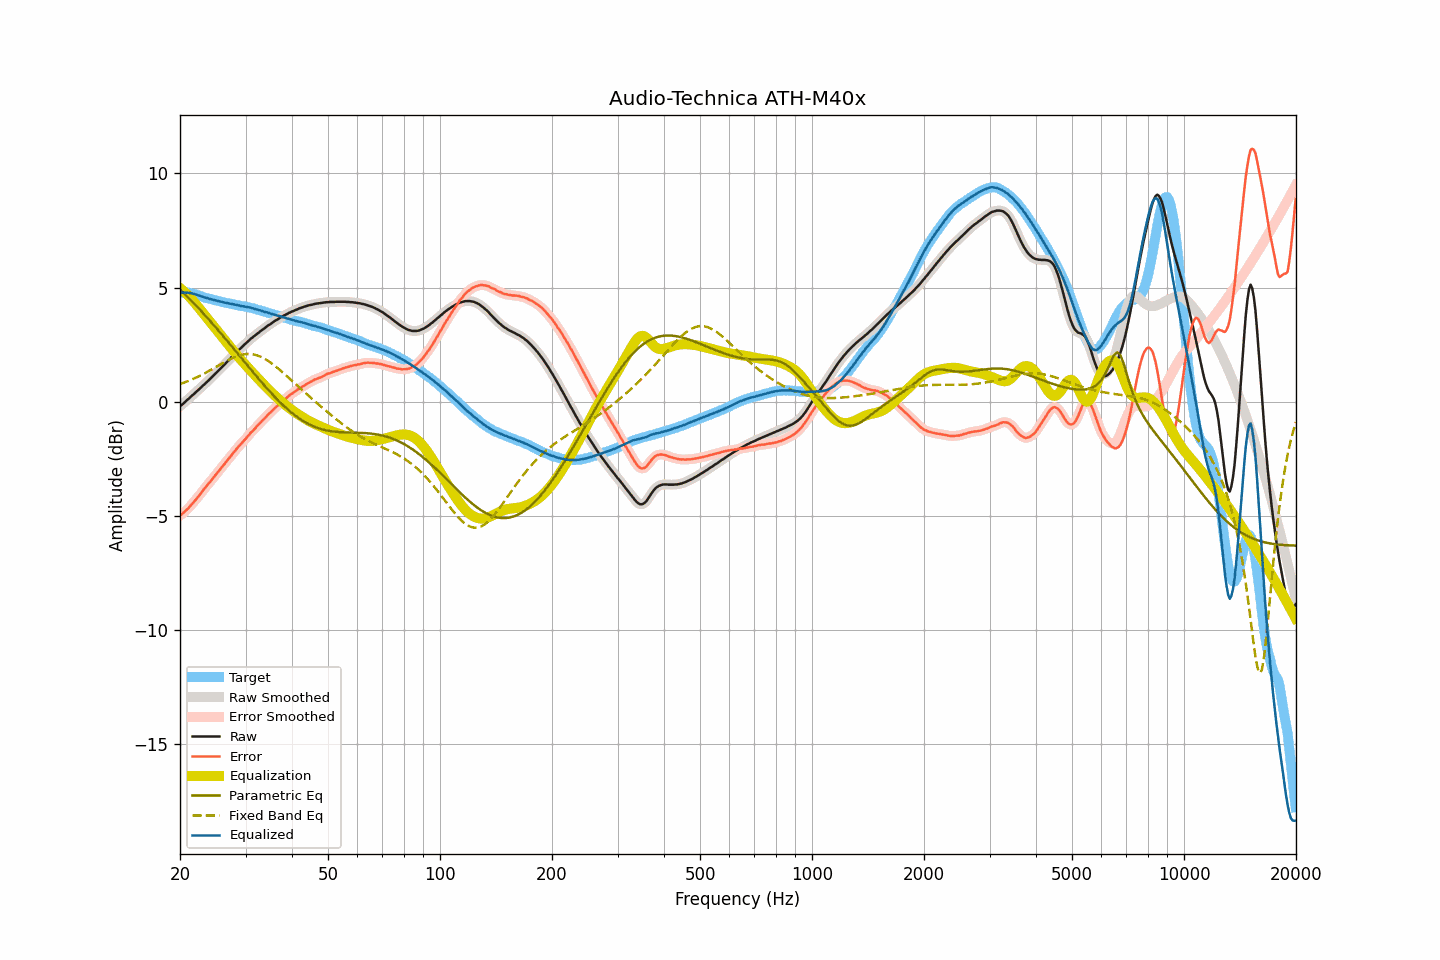 Audio-Technica ATH-M40x
Amplitude (dBr)
10
5
0
−5
−10
−15
Target
Raw Smoothed
Error Smoothed
Raw
Error
Equalization
Parametric Eq
Fixed Band Eq
Equalized
20 50 100 200 500 1000 2000 5000 10000 20000
Frequency (Hz)